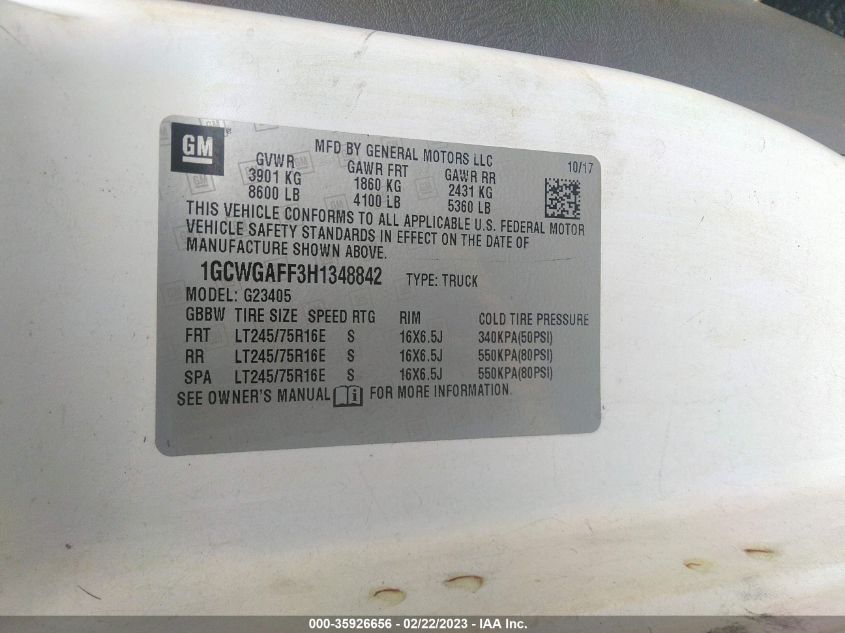 GM
MFD BY GENERAL MOTORS LLC
10/17
GVWR GAWR FRT GAWR RR
3901 KG 1860 KG 2431 KG
8600 LB 4100 LB 5360 LB
THIS VEHICLE CONFORMS TO ALL APPLICABLE U.S. FEDERAL MOTOR
VEHICLE SAFETY STANDARDS IN EFFECT ON THE DATE OF
MANUFACTURE SHOWN ABOVE.
1GCWGAFF3H1348842 TYPE: TRUCK
MODEL: G23405
GBBW TIRE SIZE SPEED RTG RIM COLD TIRE PRESSURE
FRT LT245/75R16E S 16X6.5J 340KPA(50PSI)
RR LT245/75R16E S 16X6.5J 550KPA(80PSI)
SPA LT245/75R16E S 16X6.5J 550KPA(80PSI)
SEE OWNER'S MANUAL FOR MORE INFORMATION.
000-35926656 - 02/22/2023 - IAA Inc.